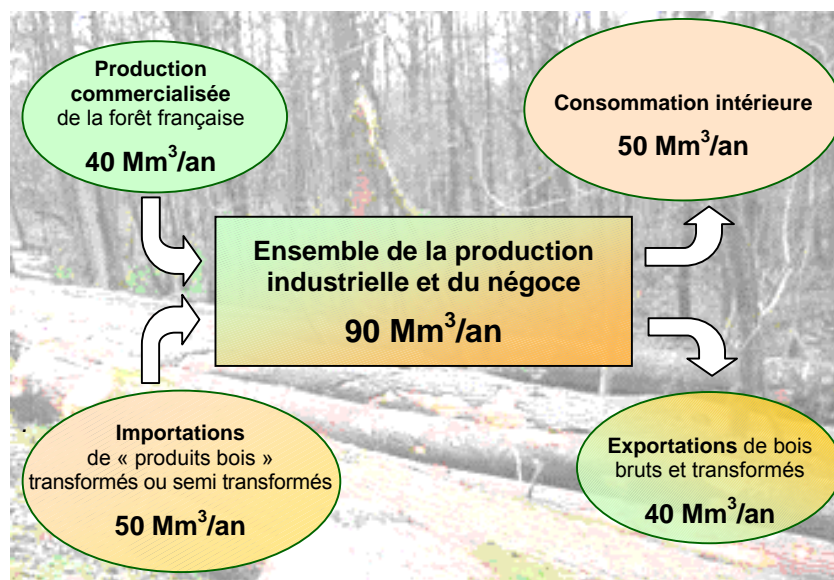 Production
commercialisée
de la forêt française
40 Mm³/an
Consommation intérieure
50 Mm³/an
Ensemble de la production
industrielle et du négoce
90 Mm³/an
Importations
de « produits bois »
transformés ou semi transformés
50 Mm³/an
Exportations de bois
bruts et transformés
40 Mm³/an